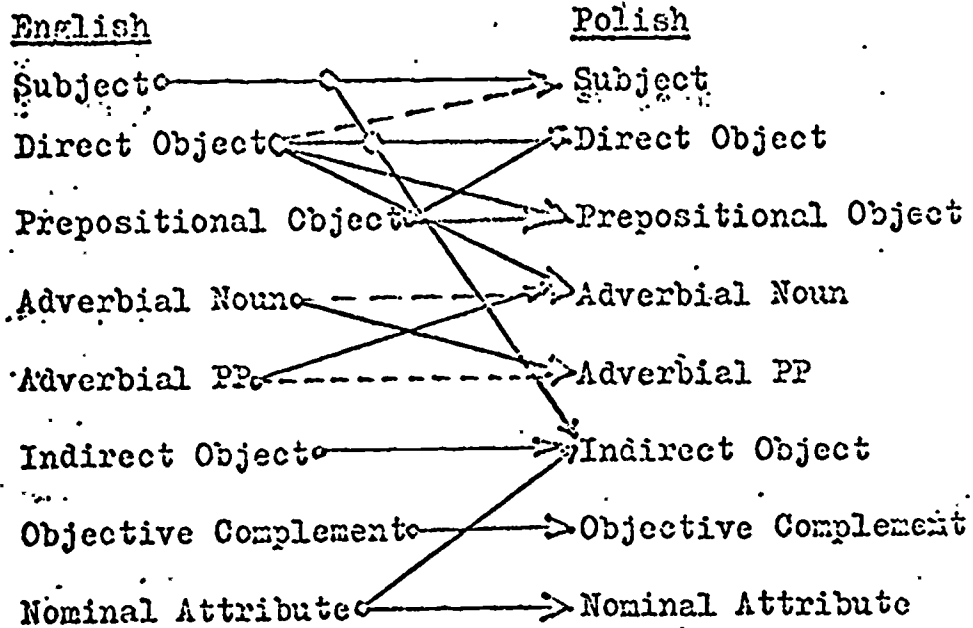 English Polish
Subject Subject
Direct Object Direct Object
Prepositional Object Prepositional Object
Adverbial Noun Adverbial Noun
Adverbial PP Adverbial PP
Indirect Object Indirect Object
Objective Complement Objective Complement
Nominal Attribute Nominal Attribute